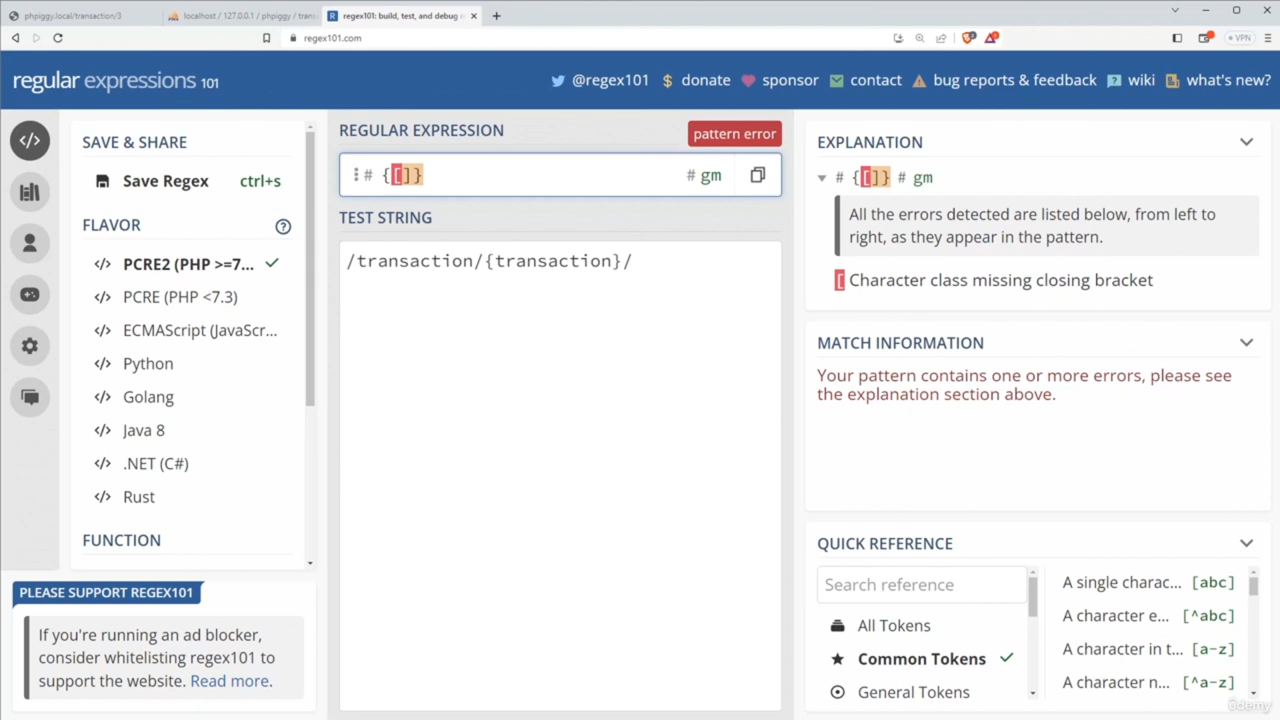 phpiggy.local/transaction/3
localhost / 127.0.0.1 / phpiggy / trans
regex101: build, test, and debug r
regex101.com
VPN
regular expressions 101
@regex101
$ donate
sponsor
contact
bug reports & feedback
wiki
what's new?
SAVE & SHARE
Save Regex ctrl+s
FLAVOR
</> PCRE2 (PHP >=7...
</> PCRE (PHP <7.3)
</> ECMAScript (JavaScr...
</> Python
</> Golang
</> Java 8
</> .NET (C#)
</> Rust
FUNCTION
PLEASE SUPPORT REGEX101
If you're running an ad blocker,
consider whitelisting regex101 to
support the website. Read more.
REGULAR EXPRESSION
pattern error
# {[]}
# gm
TEST STRING
/transaction/{transaction}/
EXPLANATION
# {[]} # gm
All the errors detected are listed below, from left to
right, as they appear in the pattern.
[ Character class missing closing bracket
MATCH INFORMATION
Your pattern contains one or more errors, please see
the explanation section above.
QUICK REFERENCE
Search reference
All Tokens
Common Tokens
General Tokens
A single charac... [abc]
A character e... [^abc]
A character in t... [a-z]
A character n... [^a-z]
ûdemy